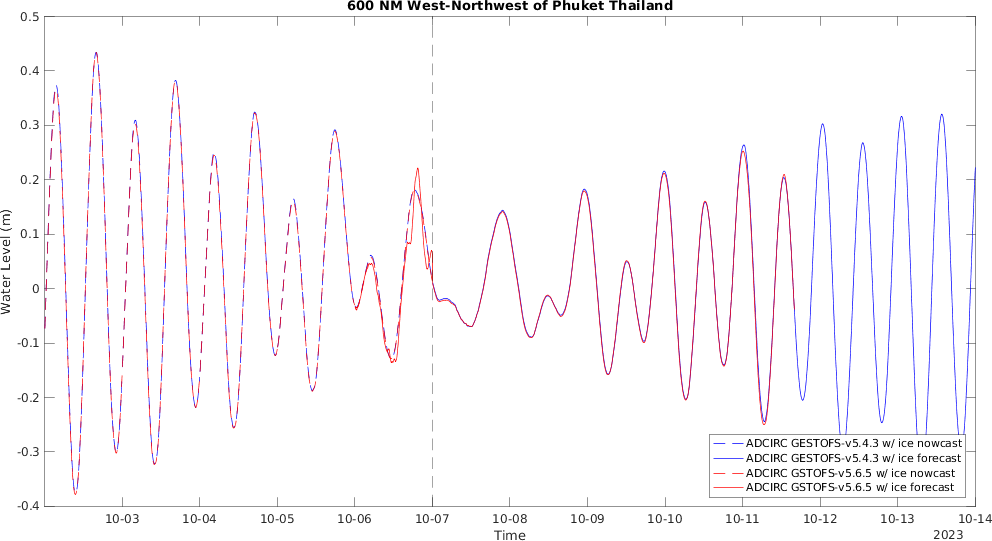 600 NM West-Northwest of Phuket Thailand
0.5
0.4
0.3
0.2
0.1
0
-0.1
-0.2
-0.3
-0.4
Water Level (m)
ADCIRC GESTOFS-v5.4.3 w/ ice nowcast
ADCIRC GESTOFS-v5.4.3 w/ ice forecast
ADCIRC GSTOFS-v5.6.5 w/ ice nowcast
ADCIRC GSTOFS-v5.6.5 w/ ice forecast
10-03 10-04 10-05 10-06 10-07 10-08 10-09 10-10 10-11 10-12 10-13 10-14
Time
2023